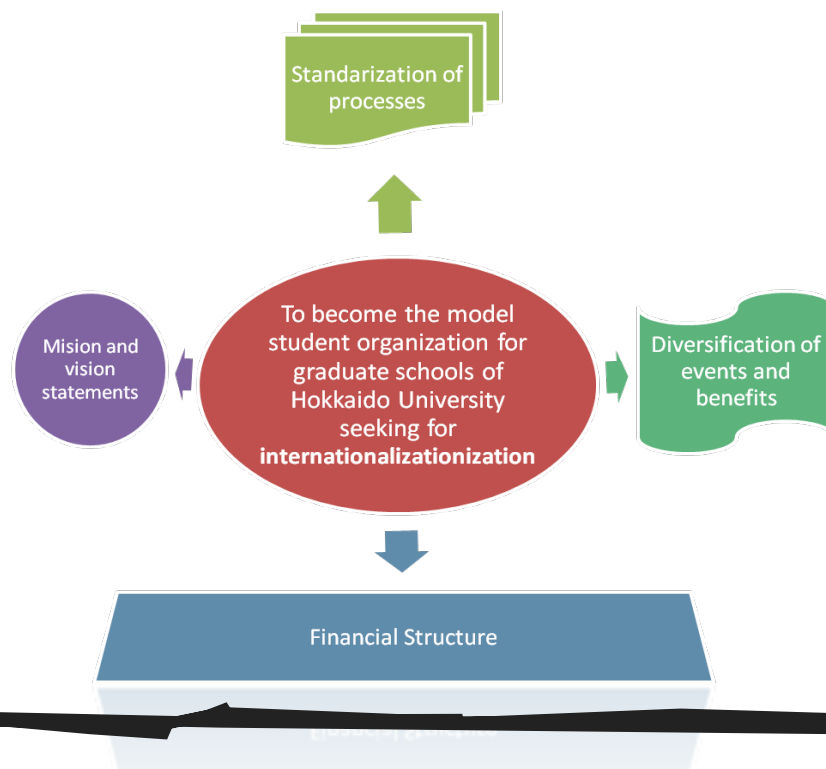 Standarization of
processes
Mision and
vision
statements
To become the model
student organization for
graduate schools of
Hokkaido University
seeking for
internationalizationization
Diversification of
events and
benefits
Financial Structure